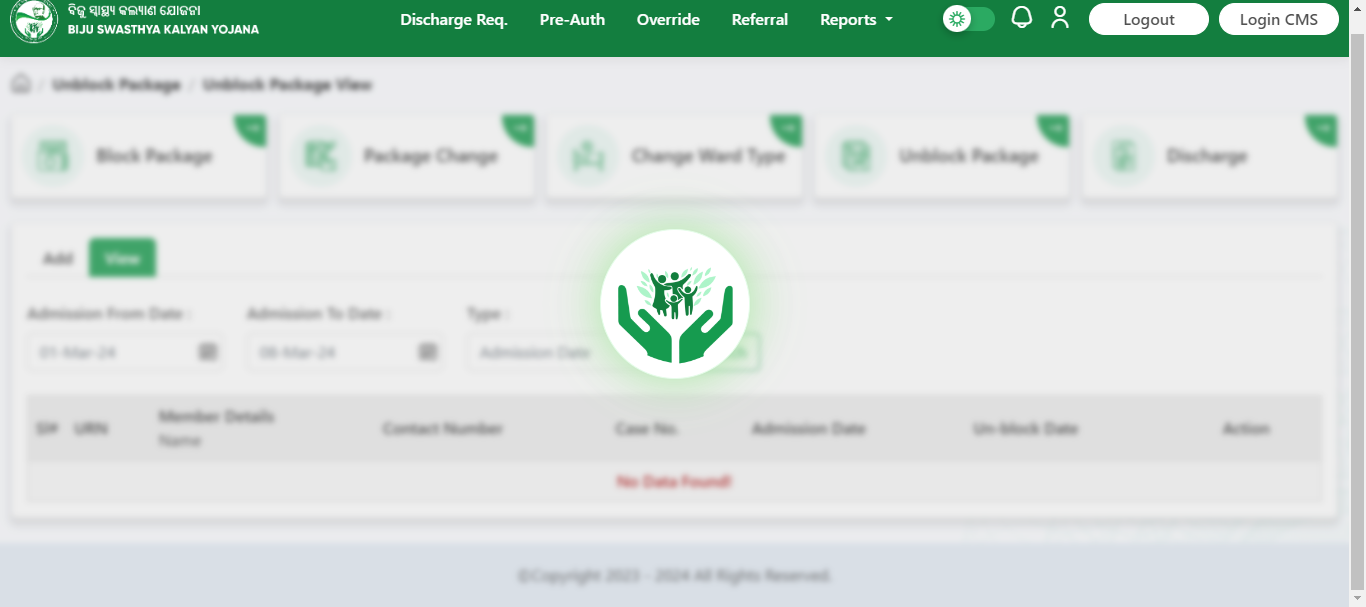 ବିଜୁ ସ୍ୱାସ୍ଥ୍ୟ କଲ୍ୟାଣ ଯୋଜନା
BIJU SWASTHYA KALYAN YOJANA
Discharge Req. Pre-Auth Override Referral Reports Logout Login CMS
/ Unblock Package / Unblock Package View
Block Package Package Change Change Ward Type Unblock Package Discharge
Add View
Admission From Date : Admission To Date : Type :
01-Mar-24 08-Mar-24 Admission Date
Sl# URN Member Details Contact Number Case No. Admission Date Un-block Date Action
Name
No Data Found!
©Copyright 2023 - 2024 All Rights Reserved.